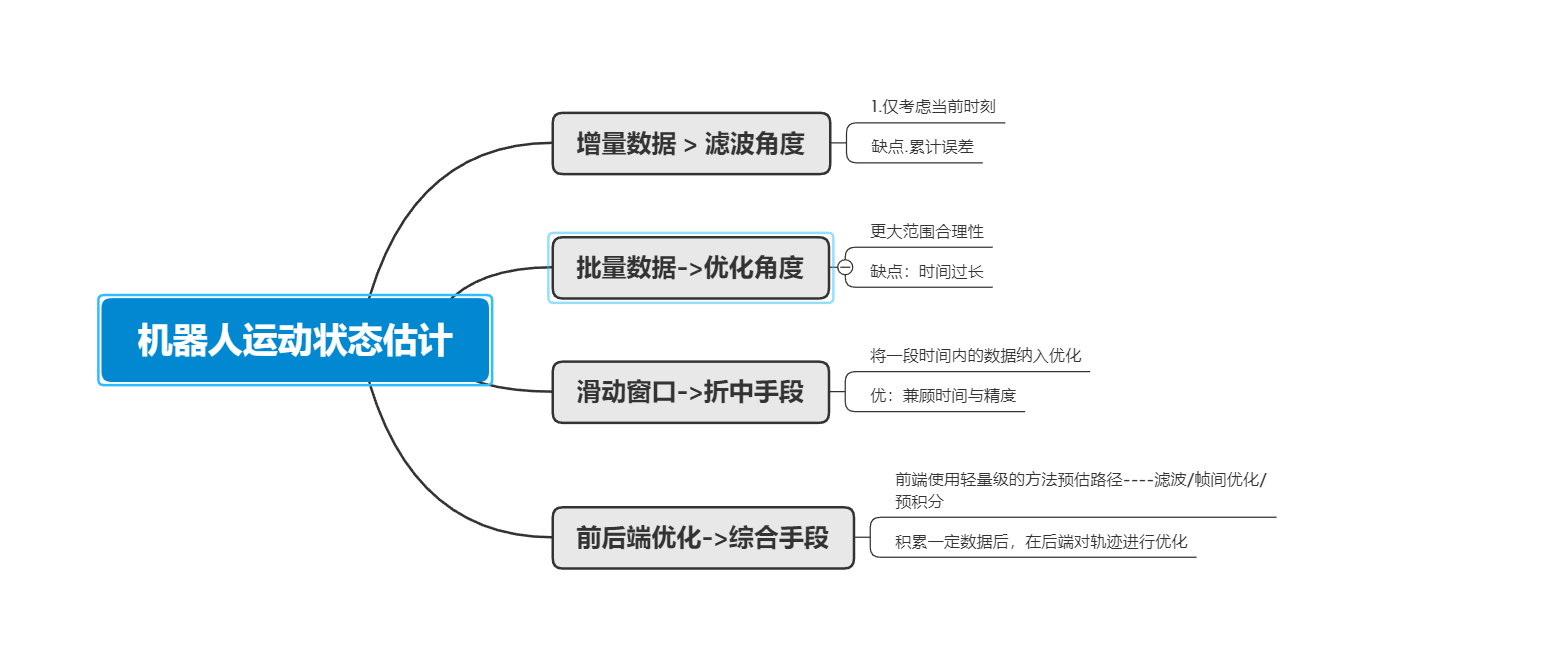 机器人运动状态估计
增量数据 > 滤波角度
1.仅考虑当前时刻
缺点.累计误差
批量数据->优化角度
更大范围合理性
缺点：时间过长
滑动窗口->折中手段
将一段时间内的数据纳入优化
优：兼顾时间与精度
前后端优化->综合手段
前端使用轻量级的方法预估路径----滤波/帧间优化/
预积分
积累一定数据后，在后端对轨迹进行优化